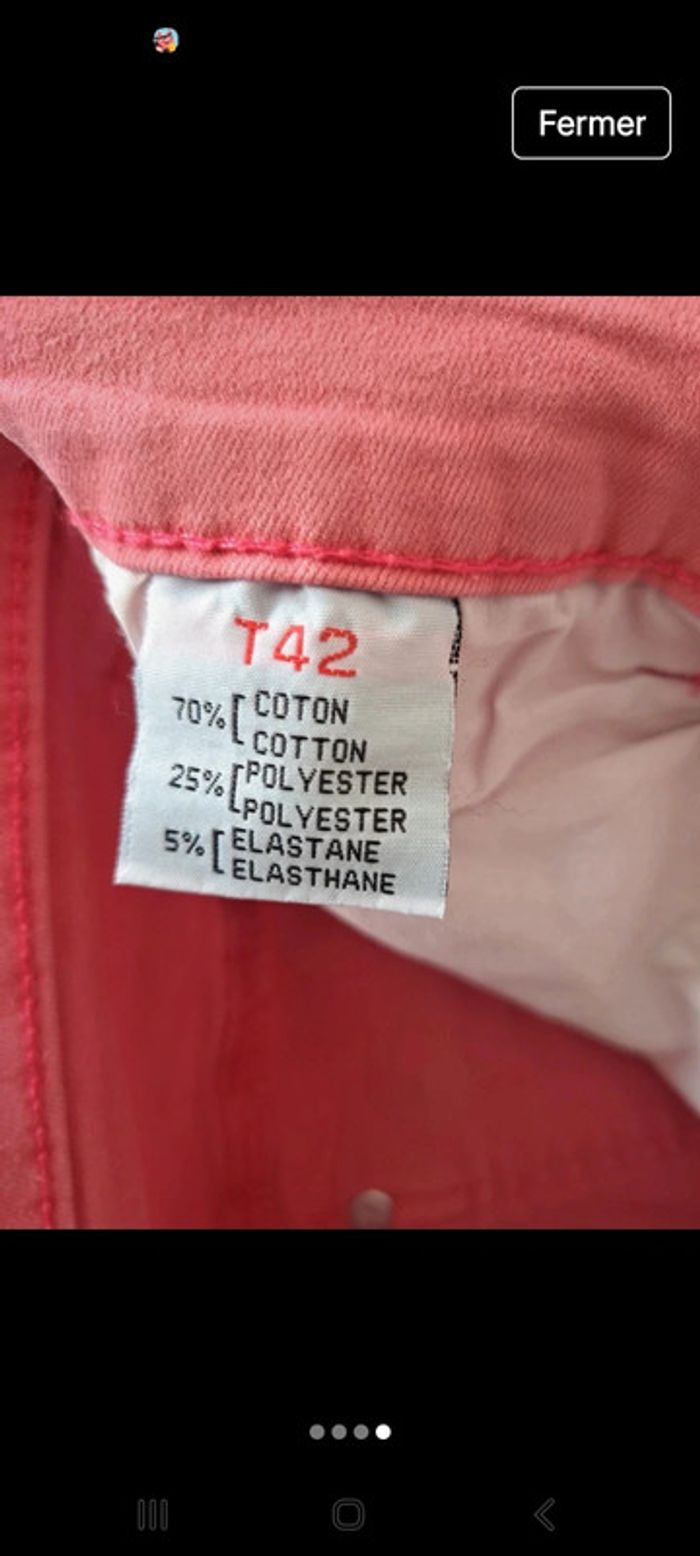 Fermer
T42
70% COTON
COTTON
25% POLYESTER
POLYESTER
5% ELASTANE
ELASTHANE